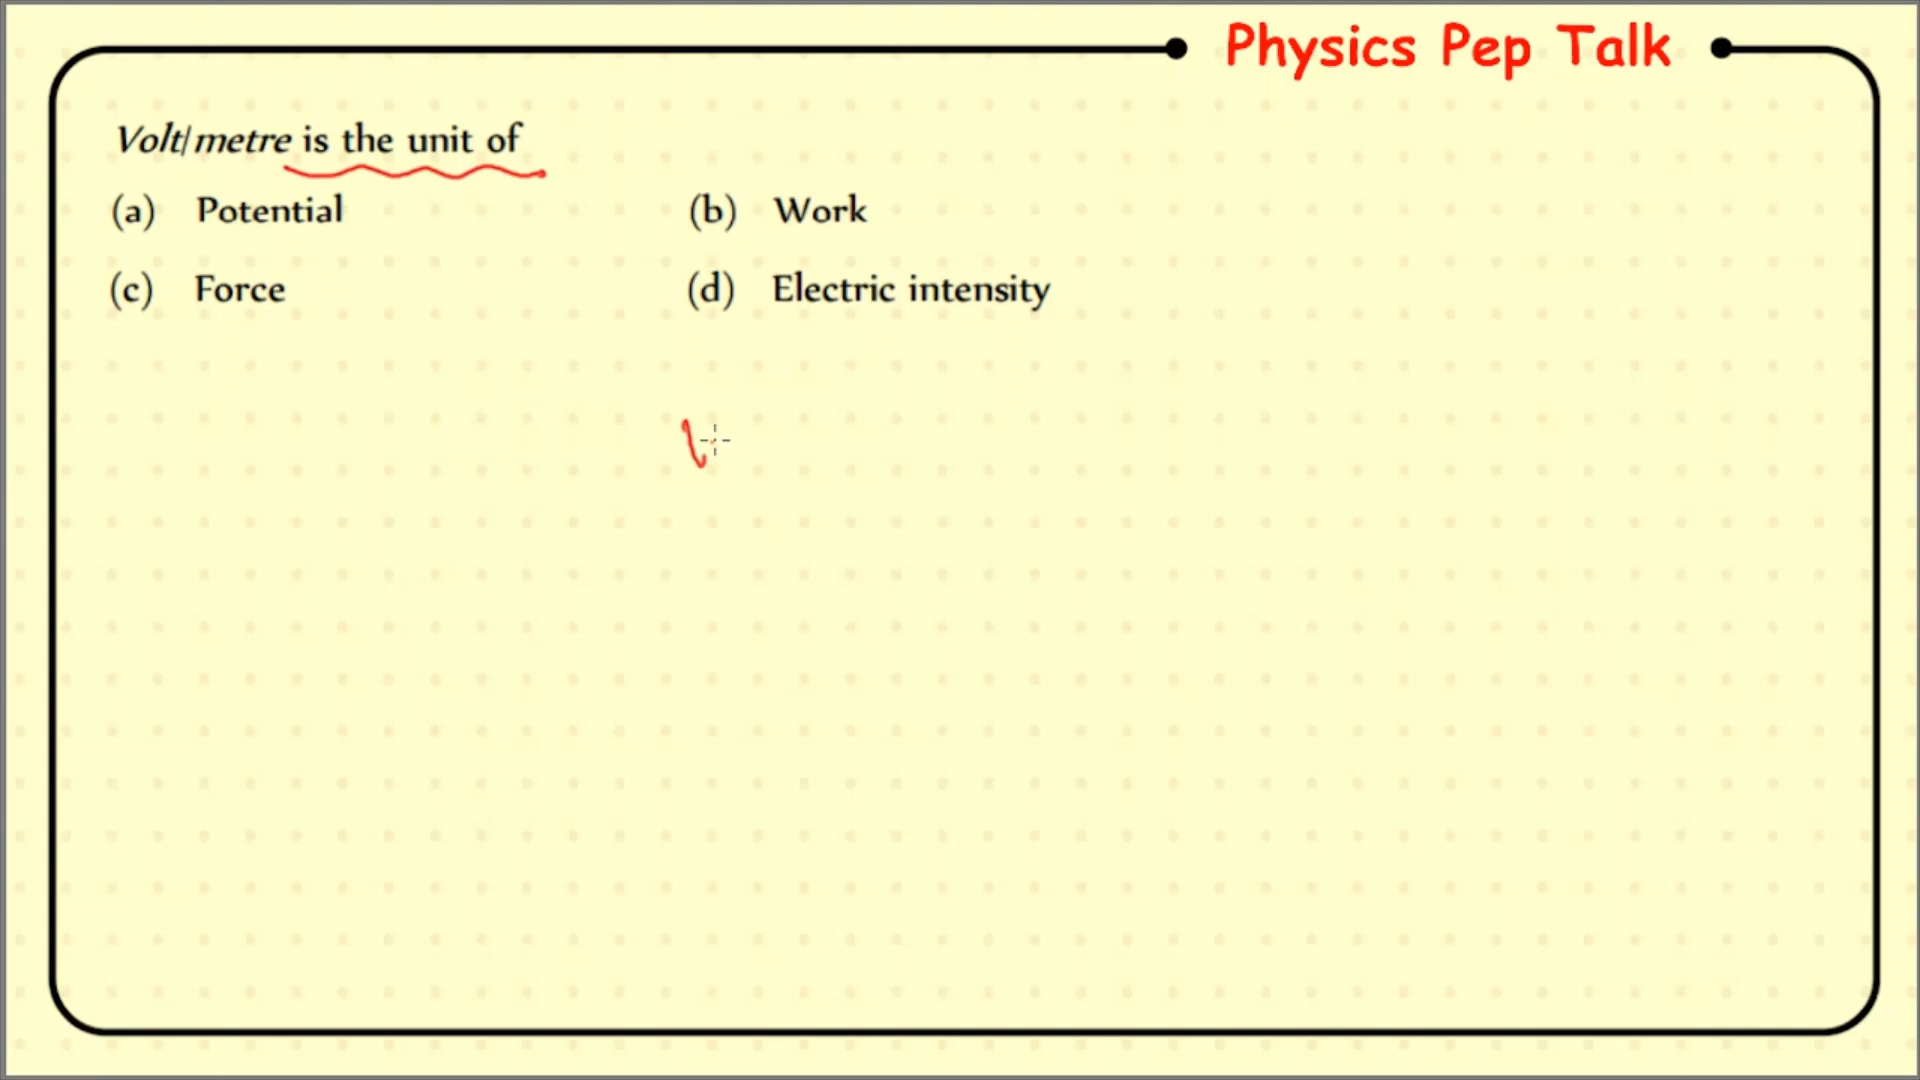 Physics Pep Talk
Volt/metre is the unit of
(a) Potential
(b) Work
(c) Force
(d) Electric intensity